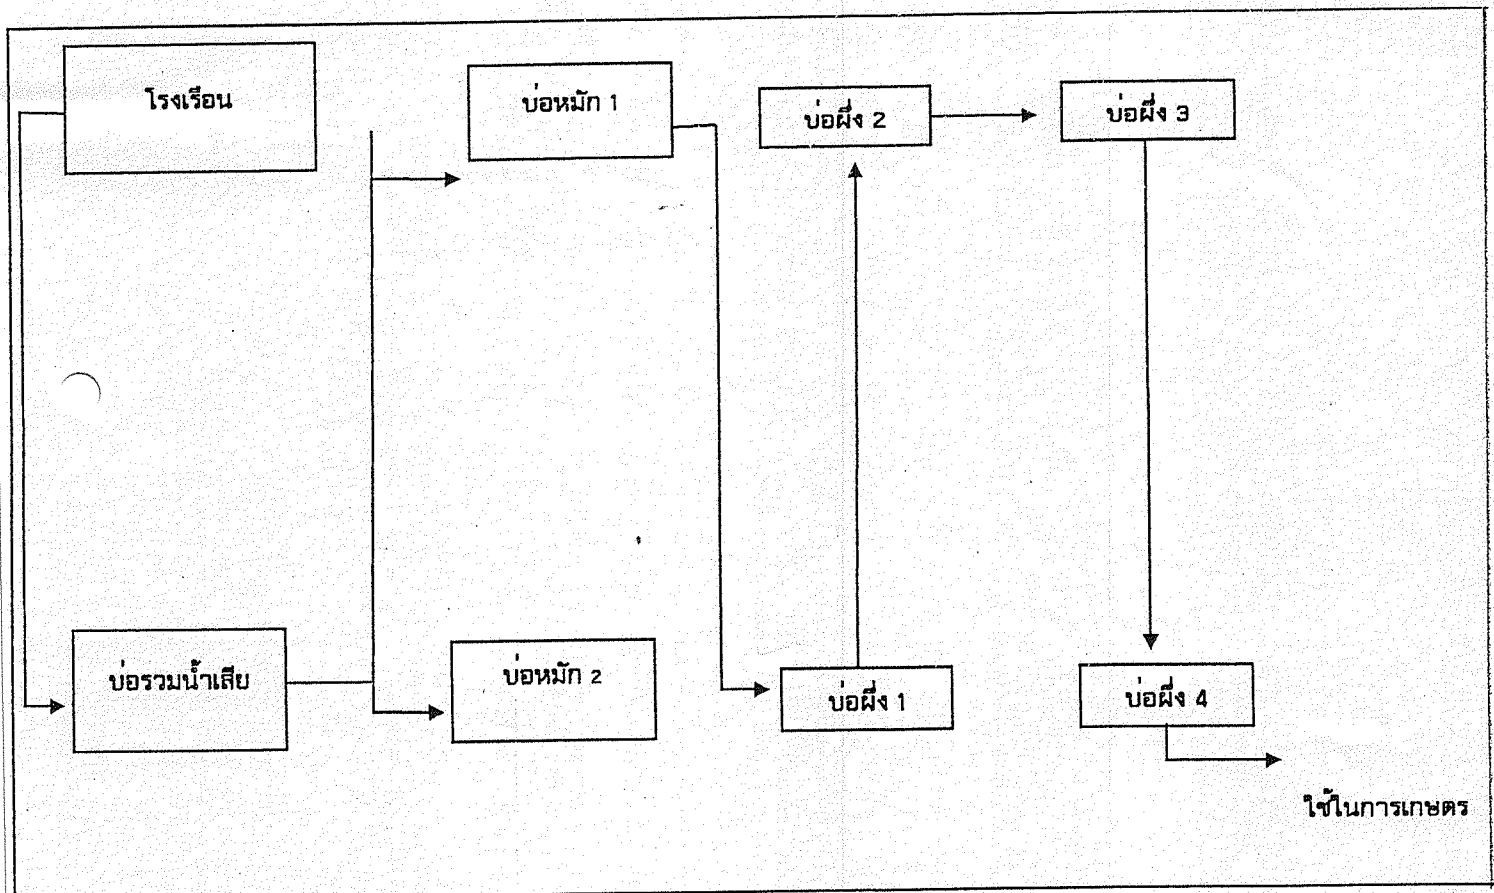 โรงเรือน
บ่อหมัก 1
บ่อผึ่ง 2
บ่อผึ่ง 3
บ่อรวมน้ำเสีย
บ่อหมัก 2
บ่อผึ่ง 1
บ่อผึ่ง 4
ใช้ในการเกษตร